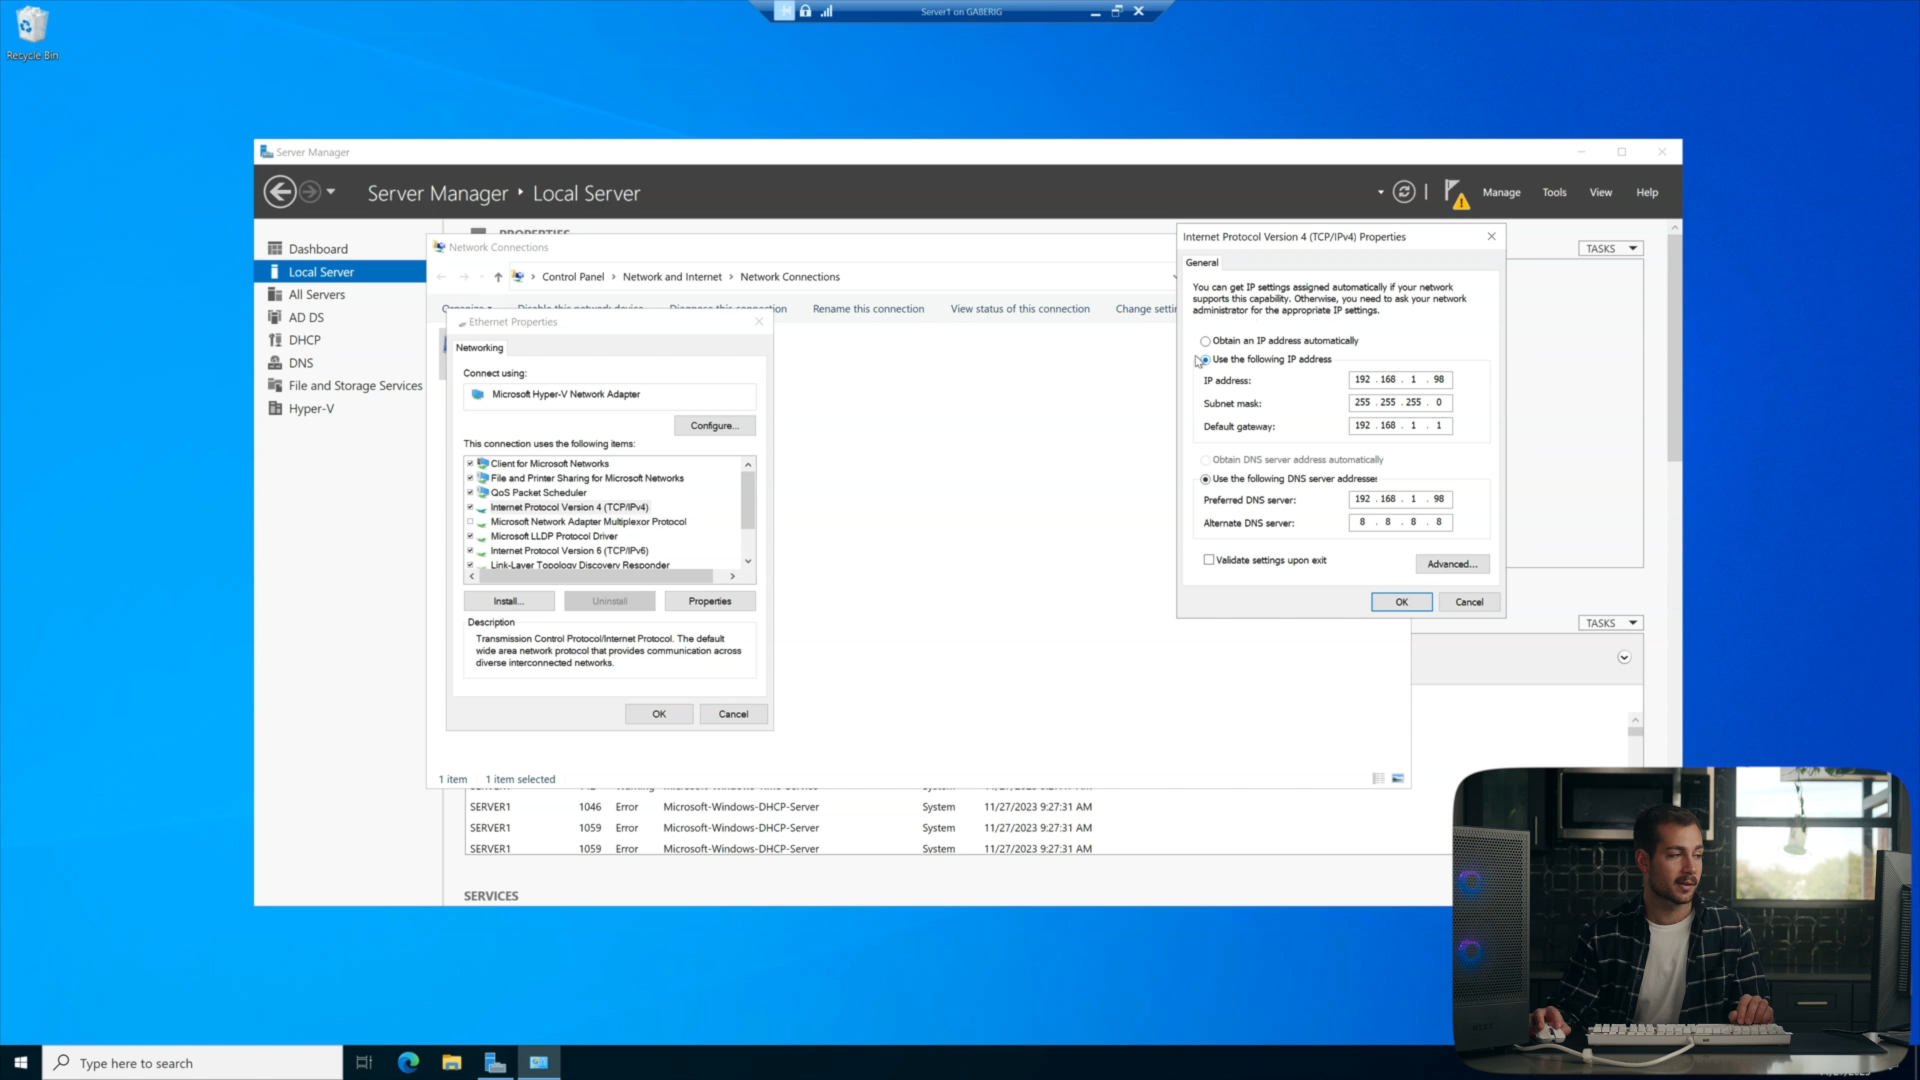 Recycle Bin
Server1 on GABERIG
Server Manager
Server Manager ‣ Local Server
Manage
Tools
View
Help
Dashboard
Local Server
All Servers
AD DS
DHCP
DNS
File and Storage Services
Hyper-V
PROPERTIES
TASKS
Network Connections
Control Panel › Network and Internet › Network Connections
Rename this connection
View status of this connection
Ethernet Properties
Networking
Connect using:
Microsoft Hyper-V Network Adapter
Configure...
This connection uses the following items:
Client for Microsoft Networks
File and Printer Sharing for Microsoft Networks
QoS Packet Scheduler
Internet Protocol Version 4 (TCP/IPv4)
Microsoft Network Adapter Multiplexor Protocol
Microsoft LLDP Protocol Driver
Internet Protocol Version 6 (TCP/IPv6)
Link-Layer Topology Discovery Responder
Install...
Uninstall
Properties
Description
Transmission Control Protocol/Internet Protocol. The default
wide area network protocol that provides communication across
diverse interconnected networks.
OK
Cancel
Internet Protocol Version 4 (TCP/IPv4) Properties
General
You can get IP settings assigned automatically if your network
supports this capability. Otherwise, you need to ask your network
administrator for the appropriate IP settings.
Obtain an IP address automatically
Use the following IP address
IP address: 192 . 168 . 1 . 98
Subnet mask: 255 . 255 . 255 . 0
Default gateway: 192 . 168 . 1 . 1
Obtain DNS server address automatically
Use the following DNS server addresses
Preferred DNS server: 192 . 168 . 1 . 98
Alternate DNS server: 8 . 8 . 8 . 8
Validate settings upon exit
Advanced...
OK
Cancel
TASKS
1 item 1 item selected
SERVER1 1046 Error Microsoft-Windows-DHCP-Server System 11/27/2023 9:27:31 AM
SERVER1 1059 Error Microsoft-Windows-DHCP-Server System 11/27/2023 9:27:31 AM
SERVER1 1059 Error Microsoft-Windows-DHCP-Server System 11/27/2023 9:27:31 AM
SERVICES
Type here to search